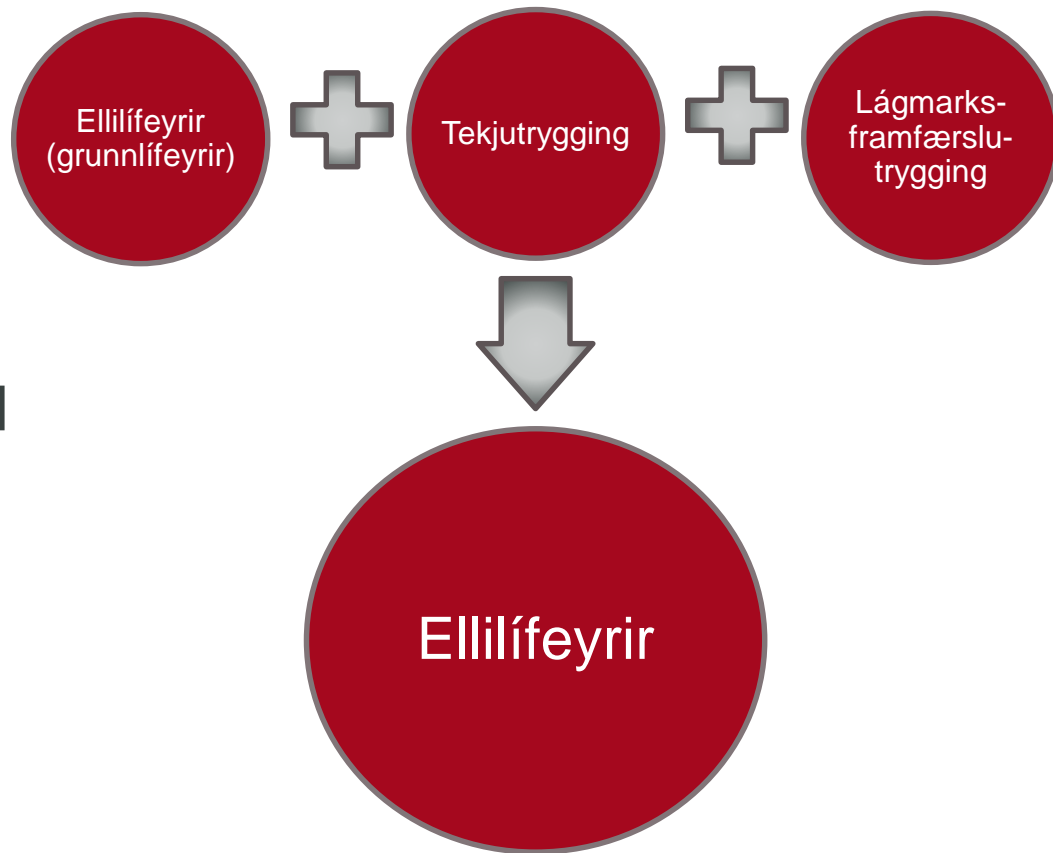 Ellilífeyrir
(grunnlífeyrir)
Tekjutrygging
Lágmarks-
framfærslu-
trygging
Ellilífeyrir